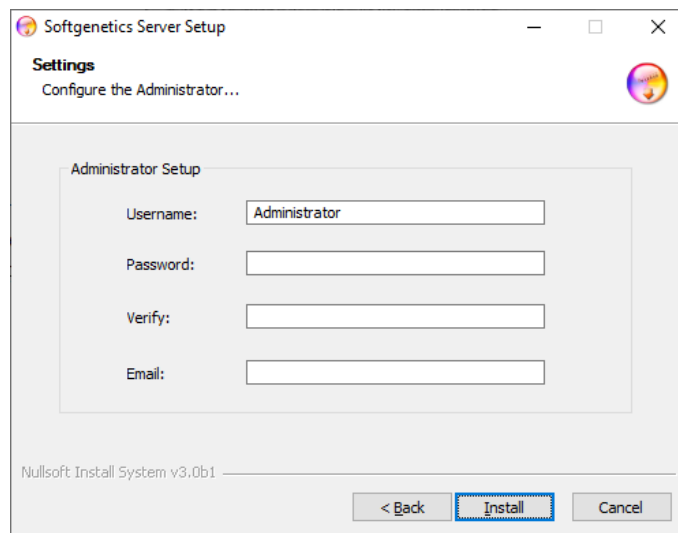 Softgenetics Server Setup
Settings
Configure the Administrator...
Administrator Setup
Username: Administrator
Password:
Verify:
Email:
Nullsoft Install System v3.0b1
< Back Install Cancel